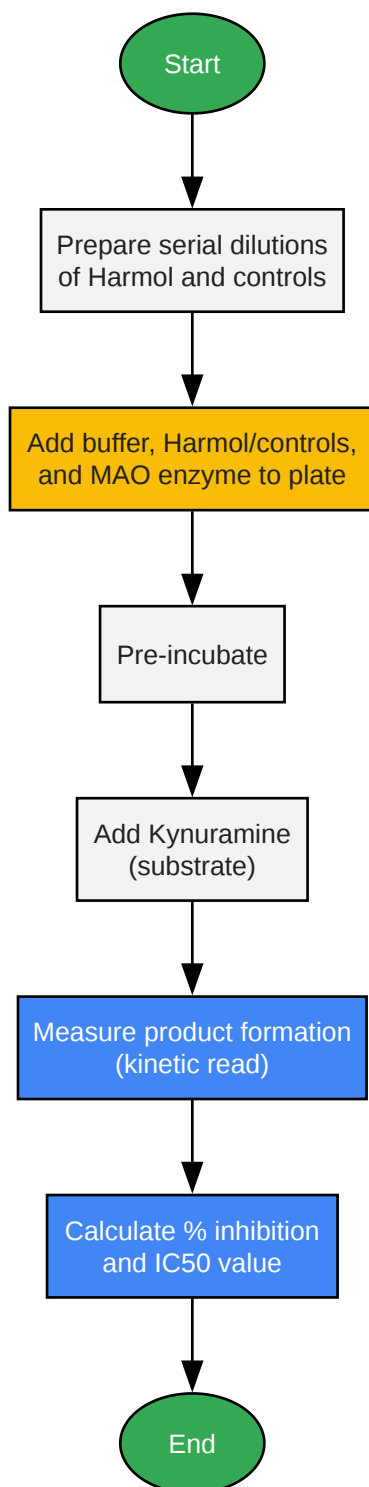 Start
Prepare serial dilutions
of Harmol and controls
Add buffer, Harmol/controls,
and MAO enzyme to plate
Pre-incubate
Add Kynuramine
(substrate)
Measure product formation
(kinetic read)
Calculate % inhibition
and IC50 value
End